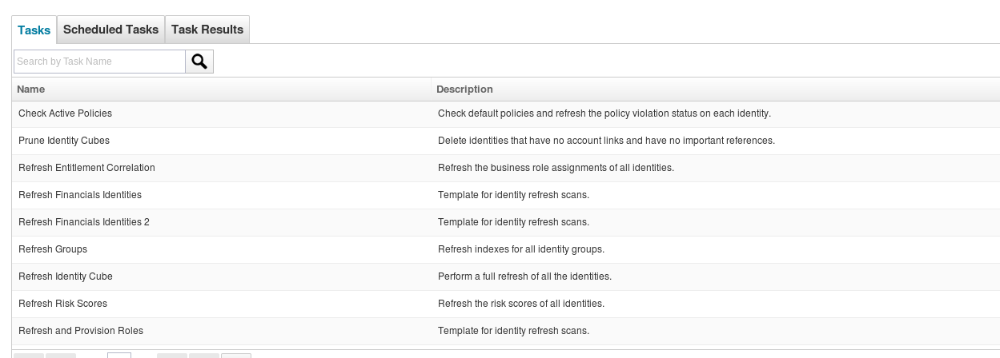 Tasks Scheduled Tasks Task Results
Search by Task Name
Name Description
Check Active Policies Check default policies and refresh the policy violation status on each identity.
Prune Identity Cubes Delete identities that have no account links and have no important references.
Refresh Entitlement Correlation Refresh the business role assignments of all identities.
Refresh Financials Identities Template for identity refresh scans.
Refresh Financials Identities 2 Template for identity refresh scans.
Refresh Groups Refresh indexes for all identity groups.
Refresh Identity Cube Perform a full refresh of all the identities.
Refresh Risk Scores Refresh the risk scores of all identities.
Refresh and Provision Roles Template for identity refresh scans.